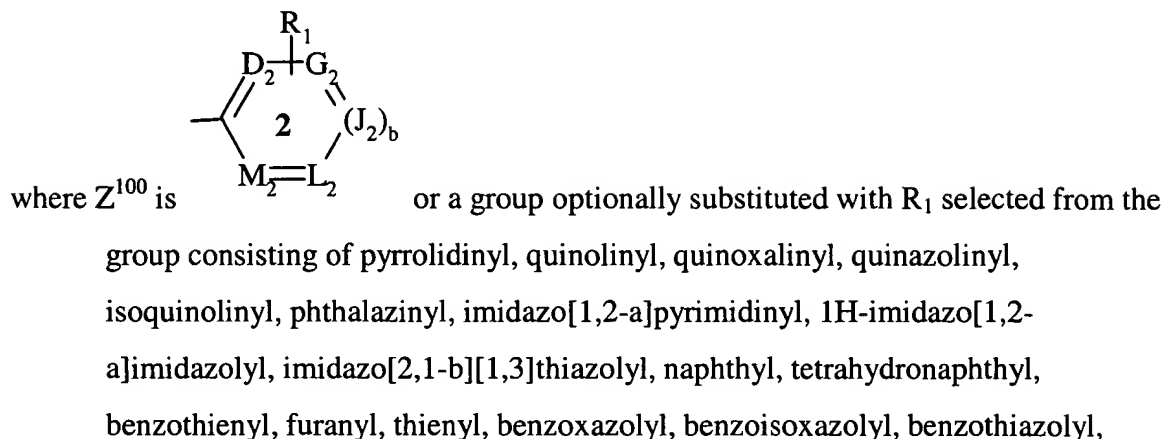 R₁
D₂ G₂
2 (J₂)b
M₂ L₂
where Z¹⁰⁰ is or a group optionally substituted with R₁ selected from the
group consisting of pyrrolidinyl, quinolinyl, quinoxalinyl, quinazolinyl,
isoquinolinyl, phthalazinyl, imidazo[1,2-a]pyrimidinyl, 1H-imidazo[1,2-
a]imidazolyl, imidazo[2,1-b][1,3]thiazolyl, naphthyl, tetrahydronaphthyl,
benzothienyl, furanyl, thienyl, benzoxazolyl, benzoisoxazolyl, benzothiazolyl,